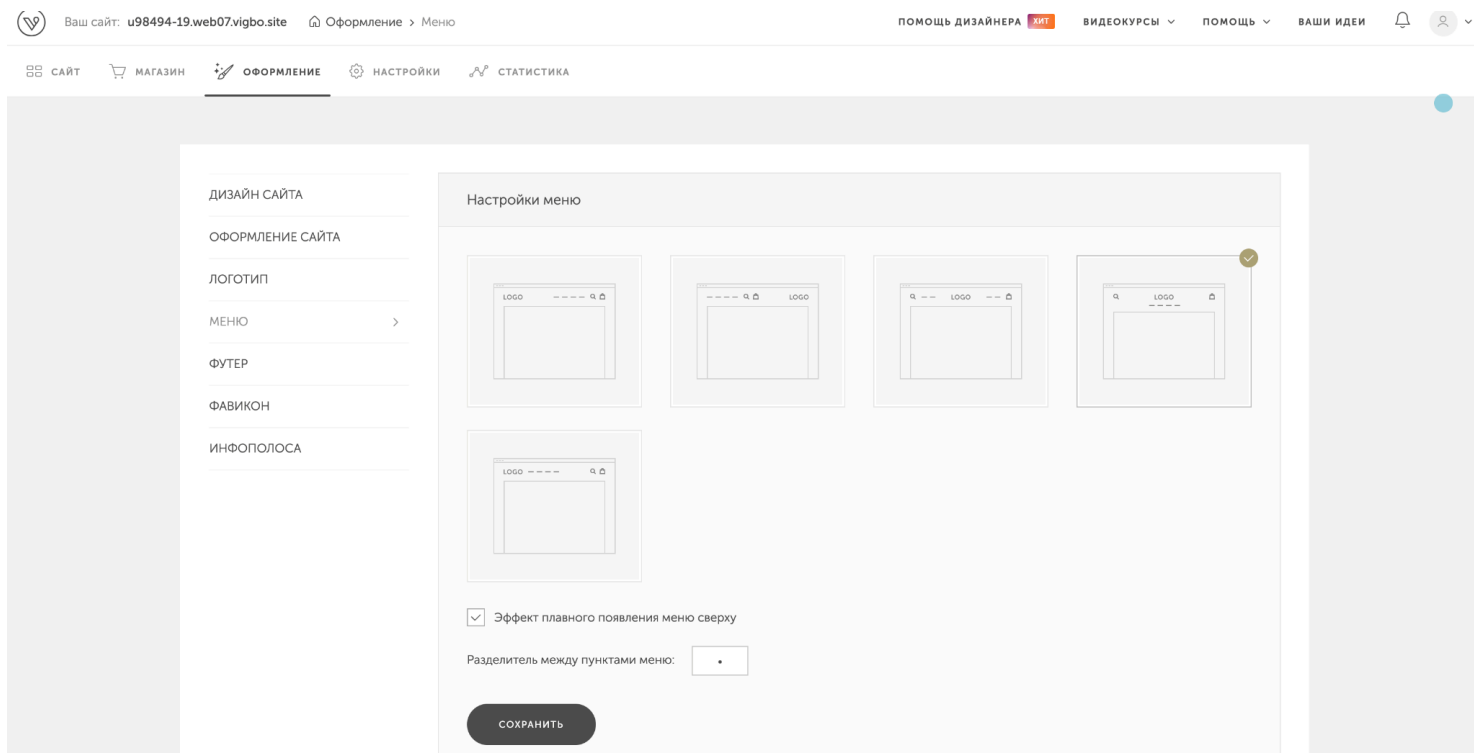 Ваш сайт: u98494-19.web07.vigbo.site Оформление > Меню ПОМОЩЬ ДИЗАЙНЕРА ХИТ ВИДЕОКУРСЫ ПОМОЩЬ ВАШИ ИДЕИ
САЙТ МАГАЗИН ОФОРМЛЕНИЕ НАСТРОЙКИ СТАТИСТИКА
ДИЗАЙН САЙТА
ОФОРМЛЕНИЕ САЙТА
ЛОГОТИП
МЕНЮ
ФУТЕР
ФАВИКОН
ИНФОПОЛОСА
Настройки меню
LOGO LOGO LOGO LOGO
LOGO
Эффект плавного появления меню сверху
Разделитель между пунктами меню: •
СОХРАНИТЬ